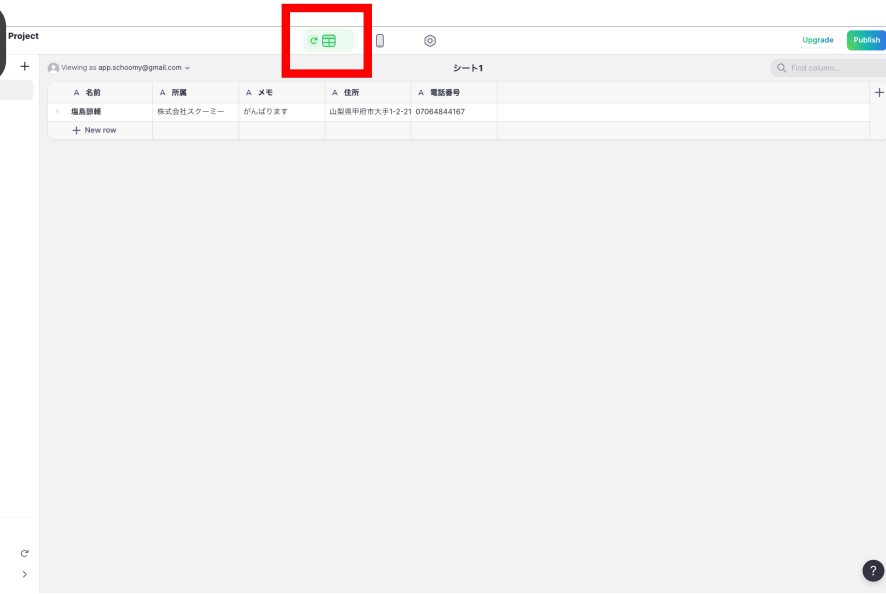 Project
Upgrade
Publish
Viewing as app.schoomy@gmail.com
シート1
Find column...
A 名前
A 所属
A メモ
A 住所
A 電話番号
1 塩島諒輔 株式会社スクーミー がんばります 山梨県甲府市大手1-2-21 07064844167
New row
?